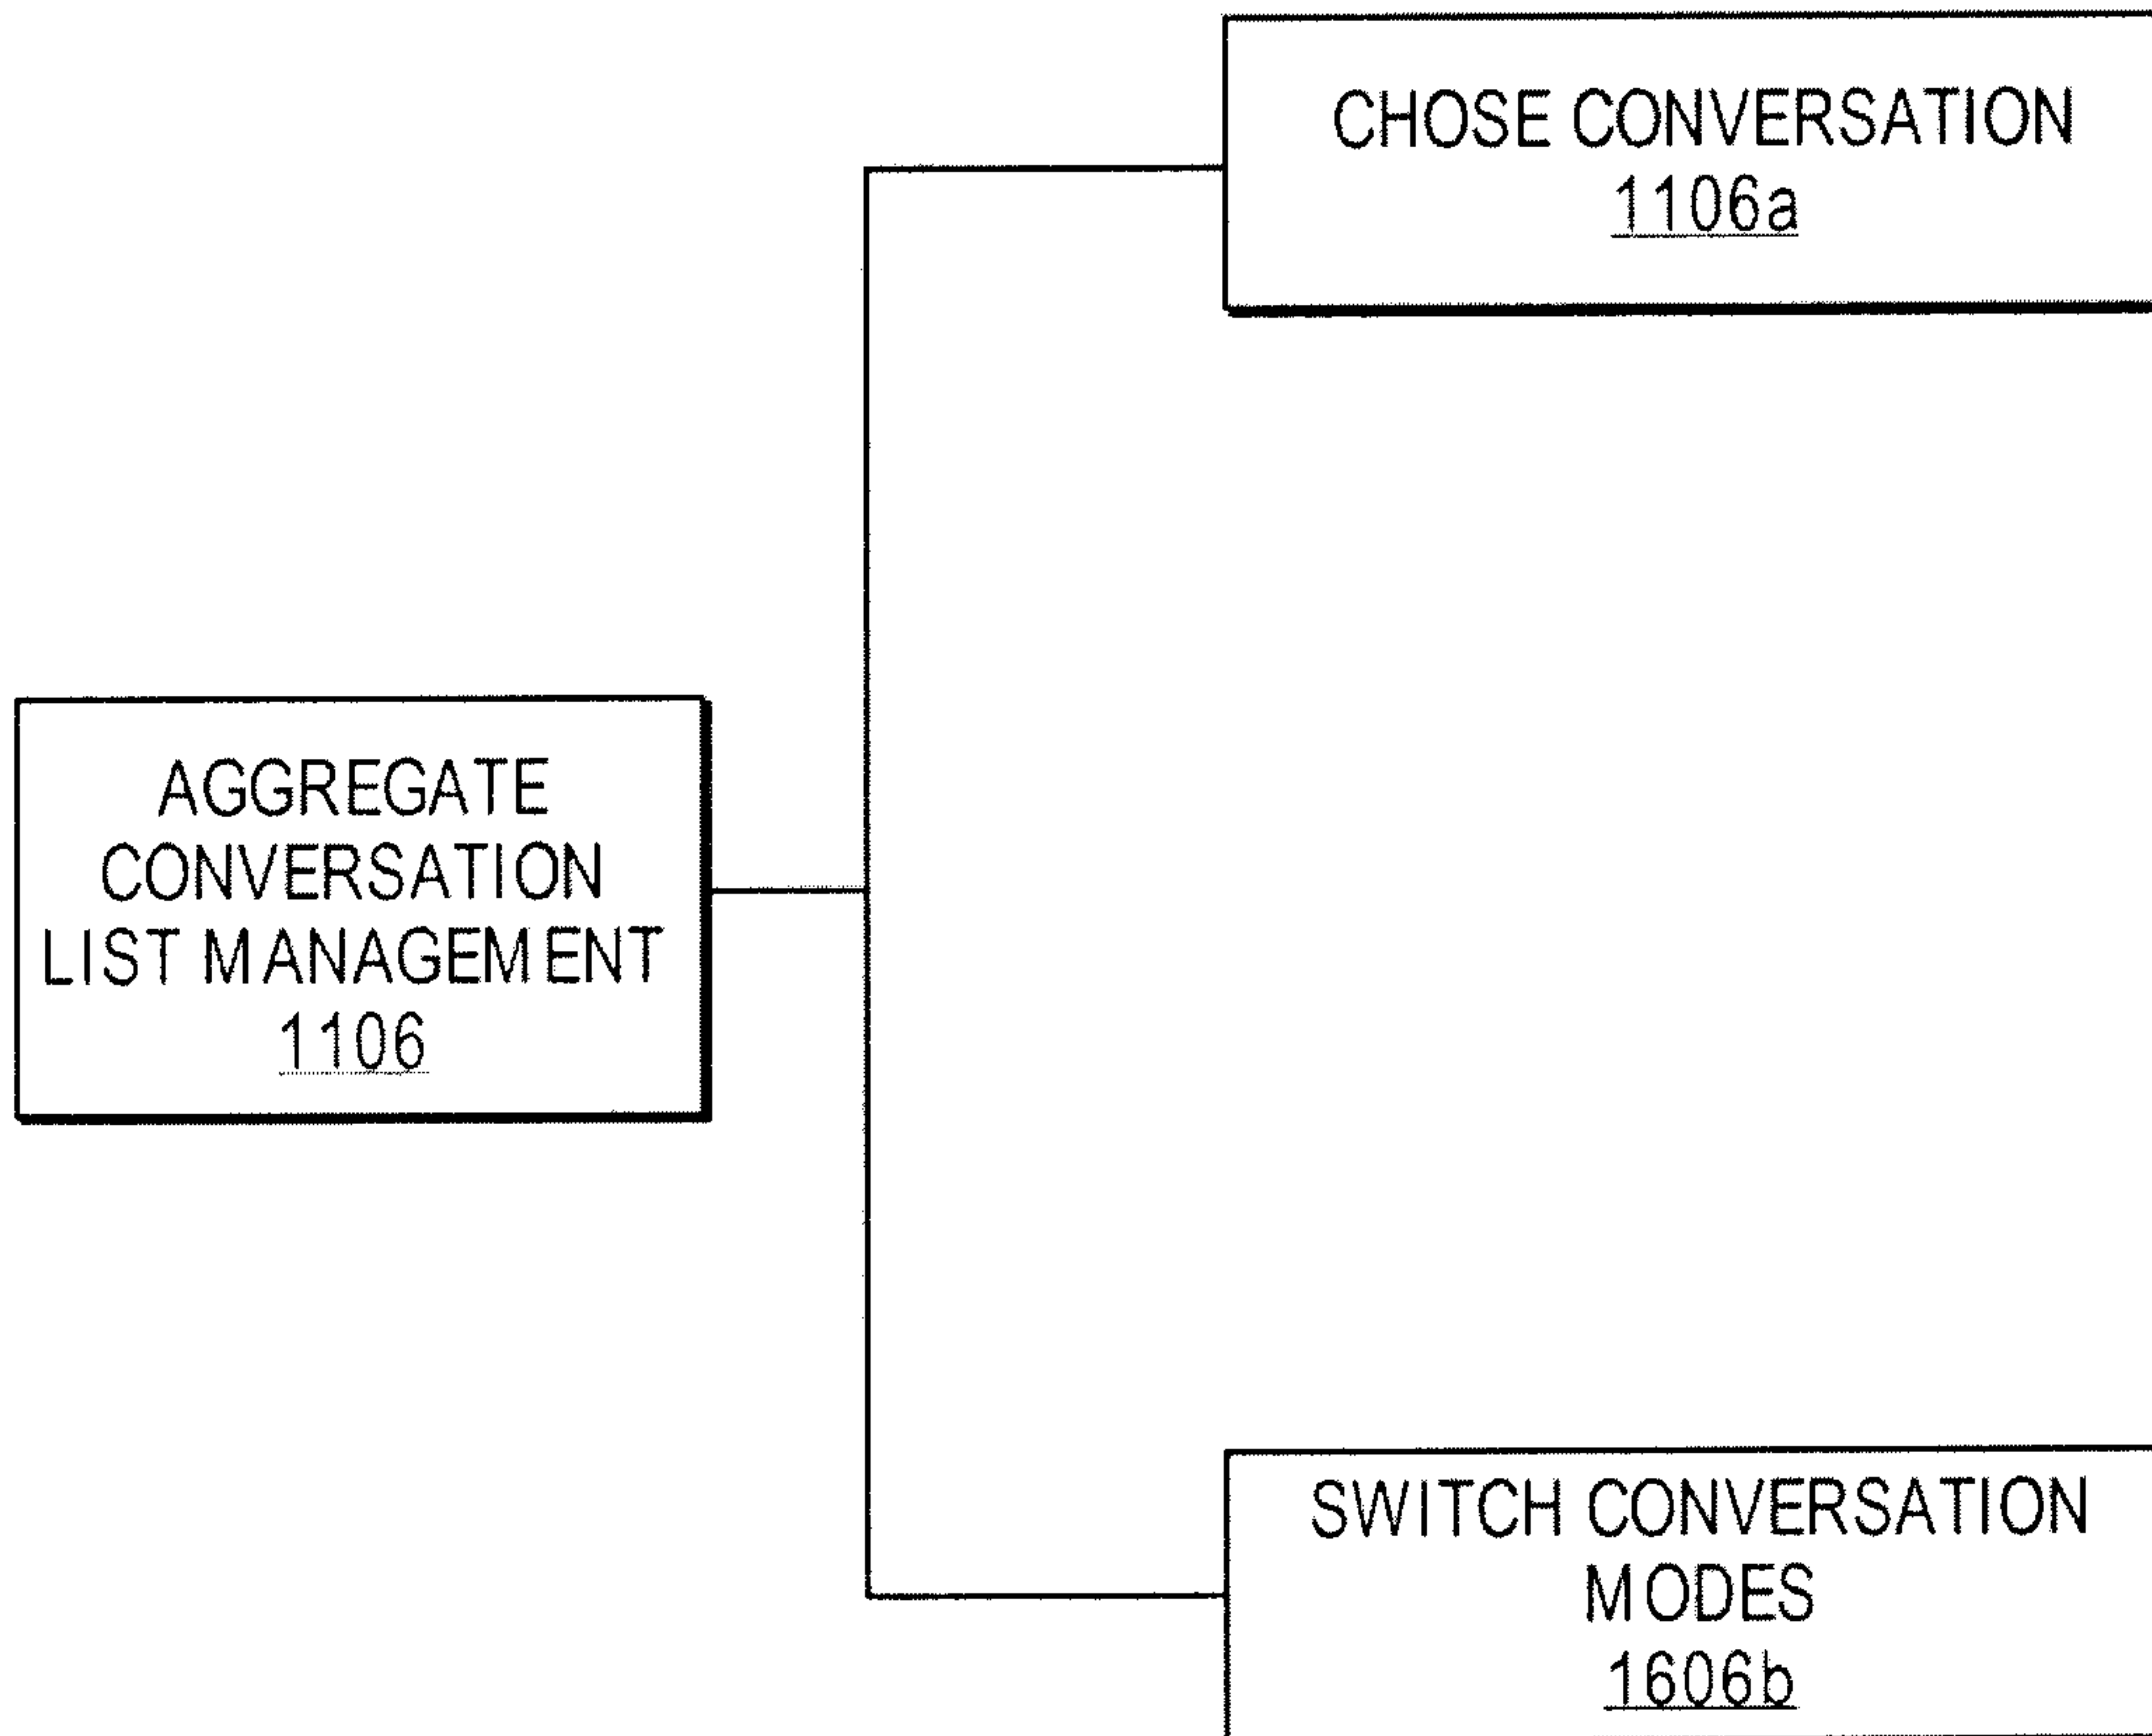 CHOSE CONVERSATION
1106a
AGGREGATE
CONVERSATION
LIST MANAGEMENT
1106
SWITCH CONVERSATION
MODES
1606b